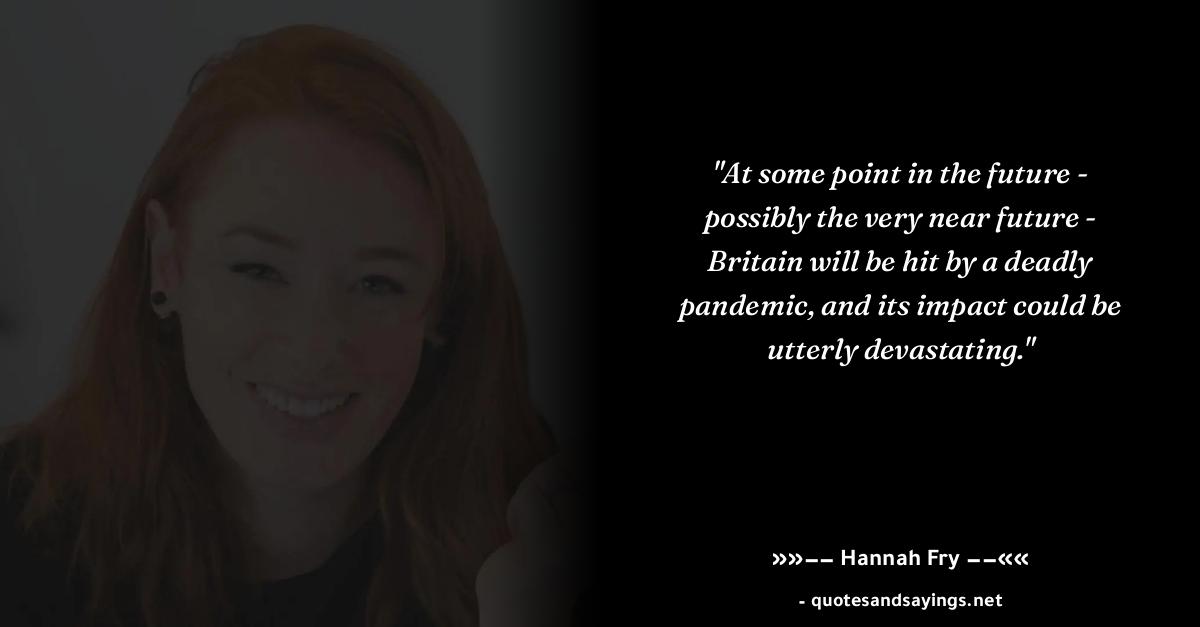 "At some point in the future -
possibly the very near future -
Britain will be hit by a deadly
pandemic, and its impact could be
utterly devastating."
»»−− Hannah Fry −−««
- quotesandsayings.net